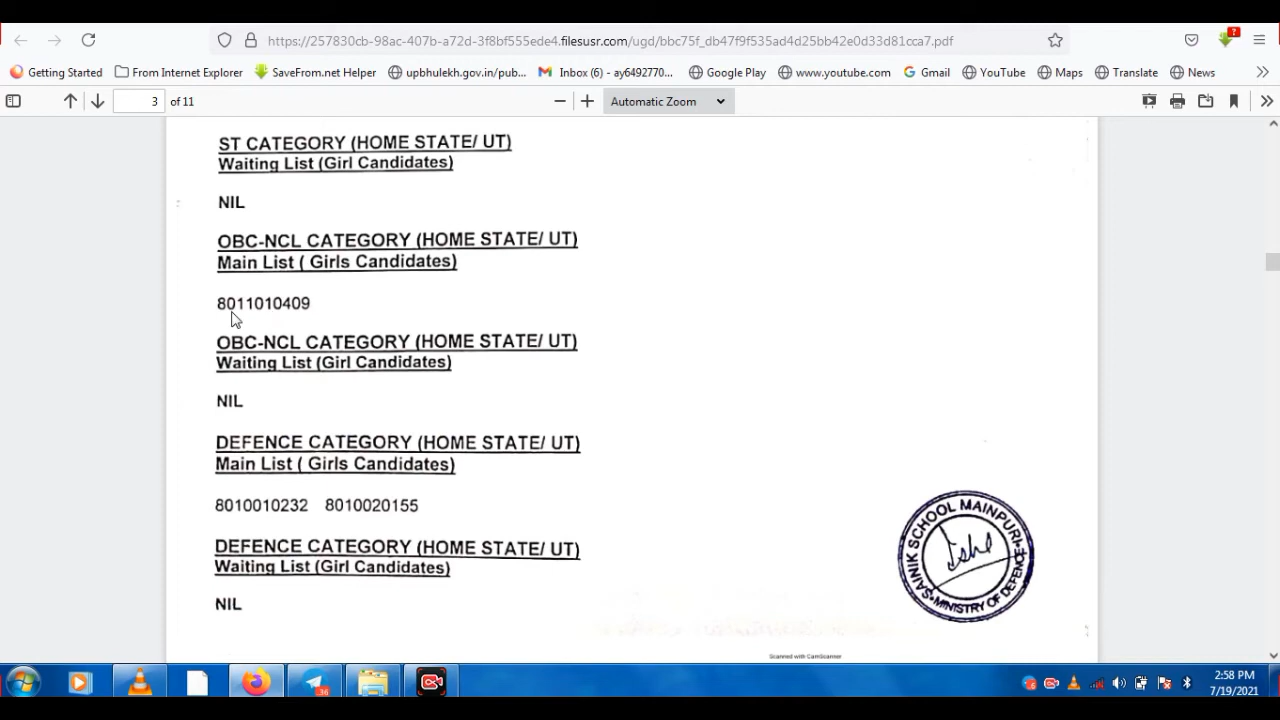 https://257830cb-98ac-407b-a72d-3f8bf555ede4.filesusr.com/ugd/bbc75f_db47f9f535ad4d25bb42e0d33d81cca7.pdf
?
Getting Started From Internet Explorer SaveFrom.net Helper upbhulekh.gov.in/pub... Inbox (6) - ay6492770... Google Play www.youtube.com Gmail YouTube Maps Translate News
3 of 11 Automatic Zoom
ST CATEGORY (HOME STATE/ UT)
Waiting List (Girl Candidates)
NIL
OBC-NCL CATEGORY (HOME STATE/ UT)
Main List ( Girls Candidates)
8011010409
OBC-NCL CATEGORY (HOME STATE/ UT)
Waiting List (Girl Candidates)
NIL
DEFENCE CATEGORY (HOME STATE/ UT)
Main List ( Girls Candidates)
8010010232 8010020155
DEFENCE CATEGORY (HOME STATE/ UT)
Waiting List (Girl Candidates)
NIL
SAINIK SCHOOL MAINPURI
MINISTRY OF DEFENCE
Scanned with CamScanner
36
2:58 PM
7/19/2021